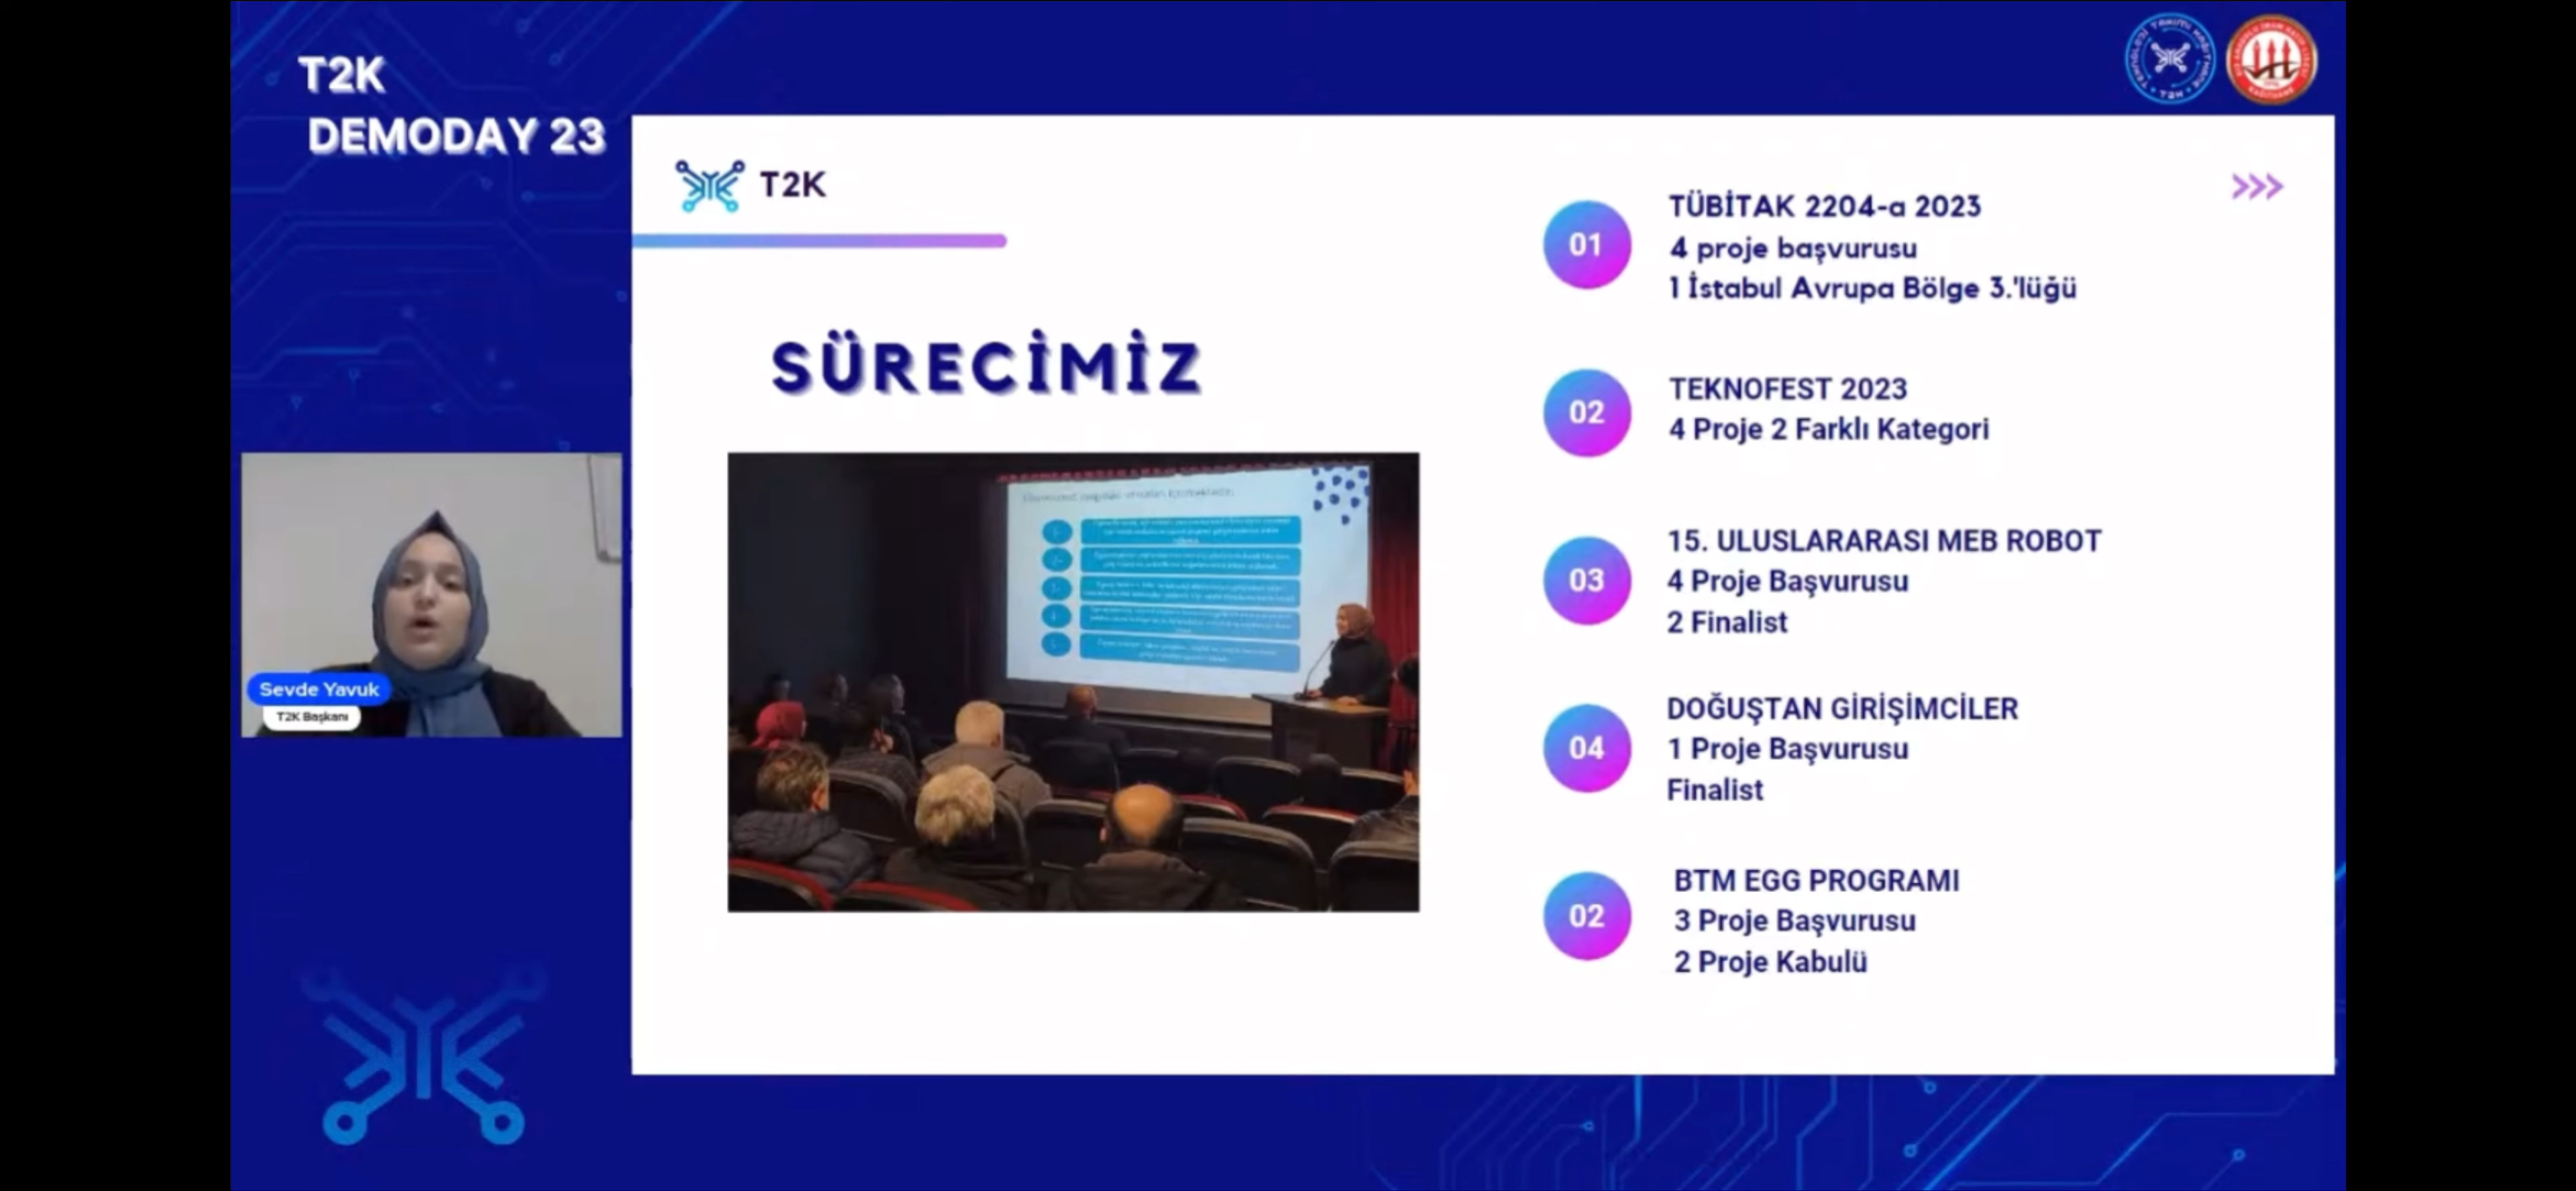 T2K
DEMODAY 23
T2K
SÜRECİMİZ
01
TÜBİTAK 2204-a 2023
4 proje başvurusu
1 İstabul Avrupa Bölge 3.'lüğü
02
TEKNOFEST 2023
4 Proje 2 Farklı Kategori
03
15. ULUSLARARASI MEB ROBOT
4 Proje Başvurusu
2 Finalist
04
DOĞUŞTAN GİRİŞİMCİLER
1 Proje Başvurusu
Finalist
02
BTM EGG PROGRAMI
3 Proje Başvurusu
2 Proje Kabulü
Sevde Yavuk
T2K Başkanı